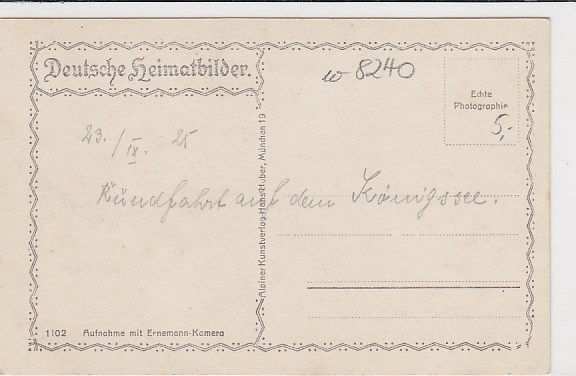 Deutsche Heimatbilder.
w 8240
Echte
Photographie
5,-
23./IX. 25
Rundfahrt auf dem Königssee.
Alpiner Kunstverlag Hans Huber, München 19
1102 Aufnahme mit Ernemann-Kamera